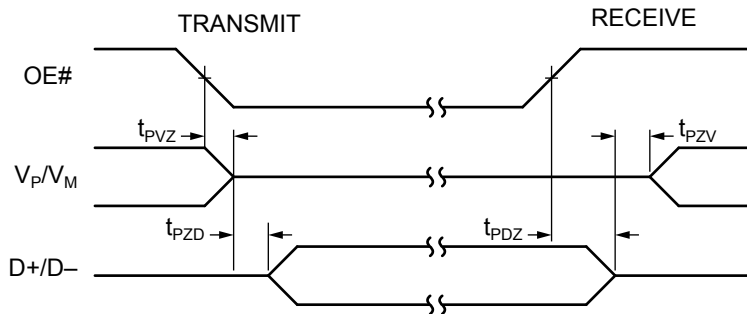 TRANSMIT
RECEIVE
OE#
tPVZ
tPZV
VP/VM
tPZD
tPDZ
D+/D–